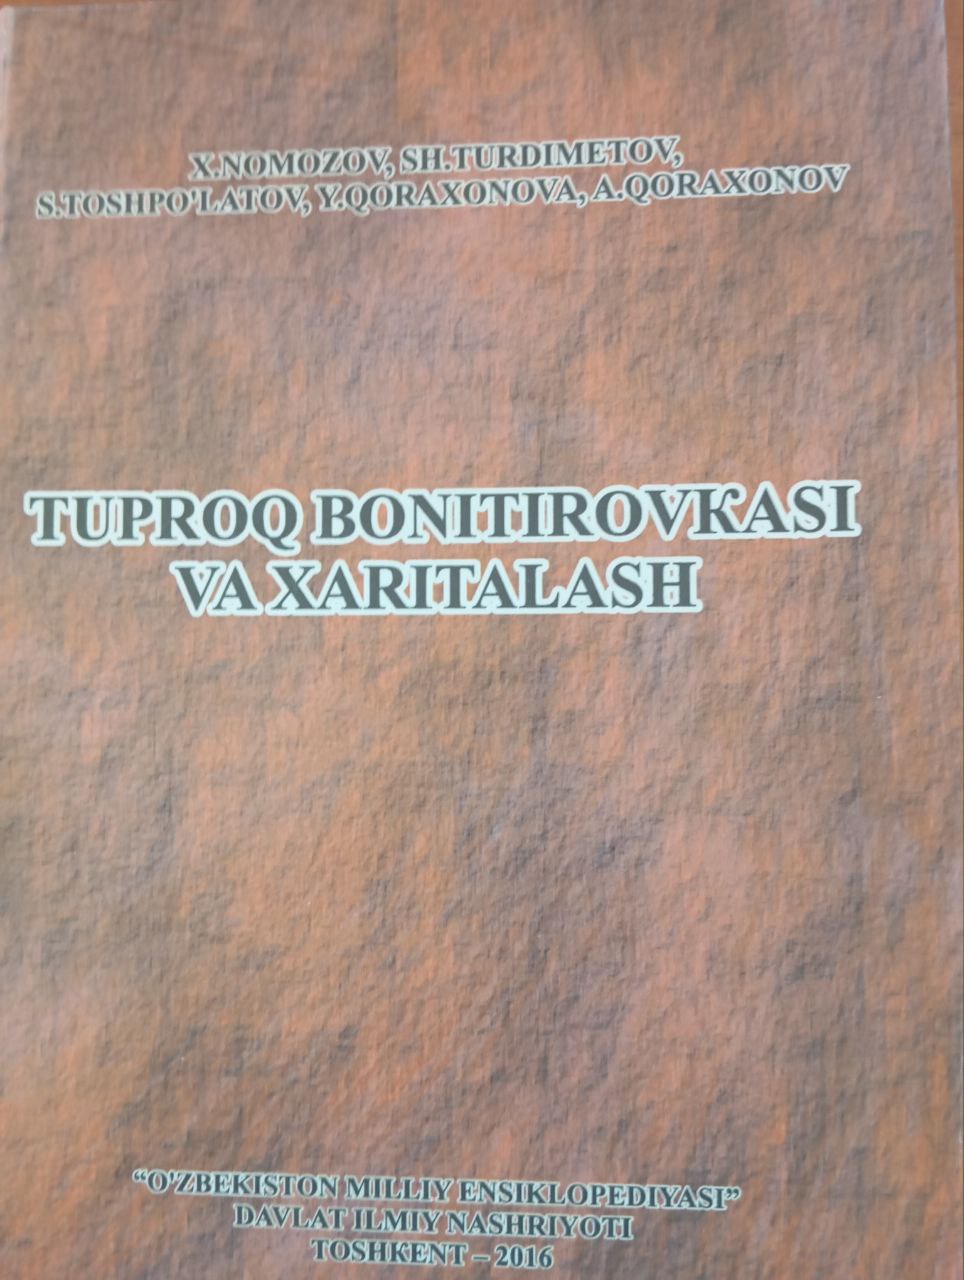 X.NOMOZOV, SH.TURDIMETOV,
S.TOSHPO'LATOV, Y.QORAXONOVA, A.QORAXONOV
TUPROQ BONITIROVKASI
VA XARITALASH
“O'ZBEKISTON MILLIY ENSIKLOPEDIYASI”
DAVLAT ILMIY NASHRIYOTI
TOSHKENT – 2016